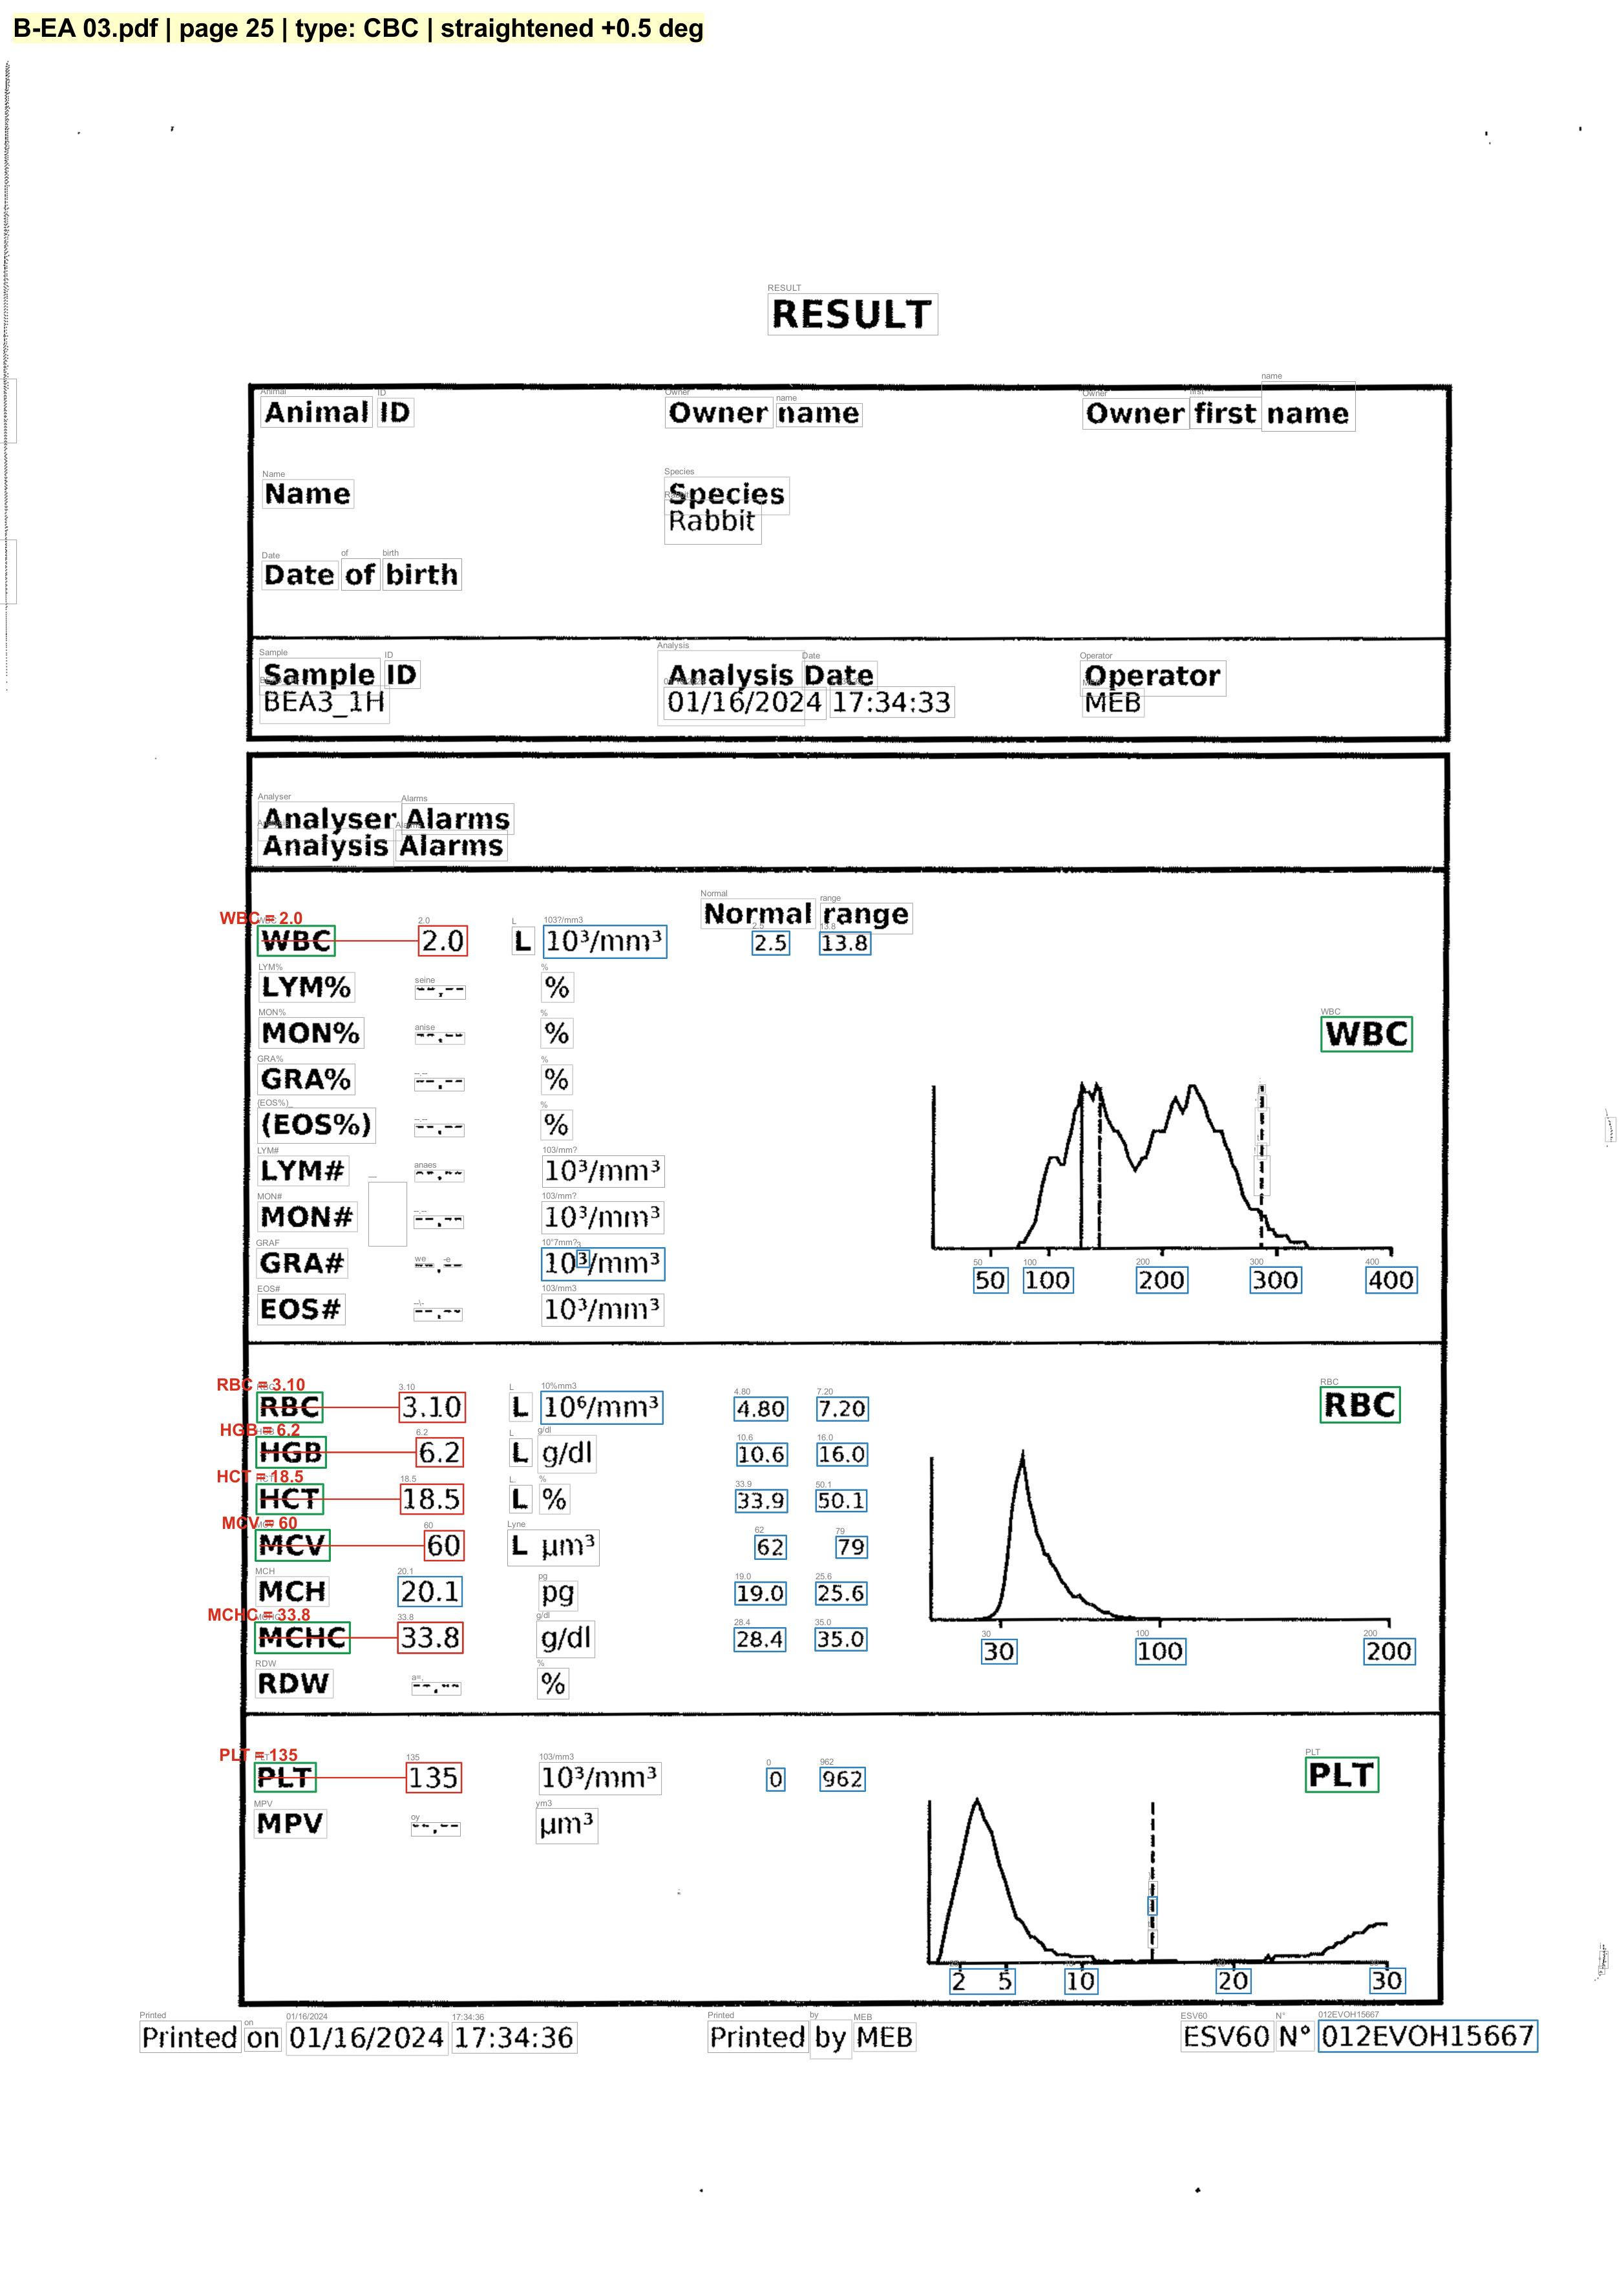 B-EA 03.pdf | page 25 | type: CBC | straightened +0.5 deg
RESULT
RESULT
Animal ID Owner name Owner first name
Name Species
Rabbit
Date of birth
Sample ID Analysis Date Operator
BEA3_1H 01/16/2024 17:34:33 MEB
Analyser Alarms
Analysis Alarms
Normal range
WBC = 2.0
WBC 2.0 L 10³/mm³ 2.5 13.8
LYM% --.-- %
MON% --.-- %
WBC
GRA% --.-- %
(EOS%) --.-- %
LYM# --.-- 10³/mm³
MON# --.-- 10³/mm³
GRA# --.-- 10³/mm³
50 100 200 300 400
EOS# --.-- 10³/mm³
RBC = 3.10
RBC 3.10 L 10⁶/mm³ 4.80 7.20
RBC
HGB = 6.2
HGB 6.2 L g/dl 10.6 16.0
HCT = 18.5
HCT 18.5 L % 33.9 50.1
MCV = 60
MCV 60 L µm³ 62 79
MCH 20.1 pg 19.0 25.6
MCHC = 33.8
MCHC 33.8 g/dl 28.4 35.0
30 100 200
RDW --.-- %
PLT = 135
PLT 135 10³/mm³ 0 962
PLT
MPV --.-- µm³
2 5 10 20 30
Printed on 01/16/2024 17:34:36 Printed by MEB ESV60 N° 012EVOH15667